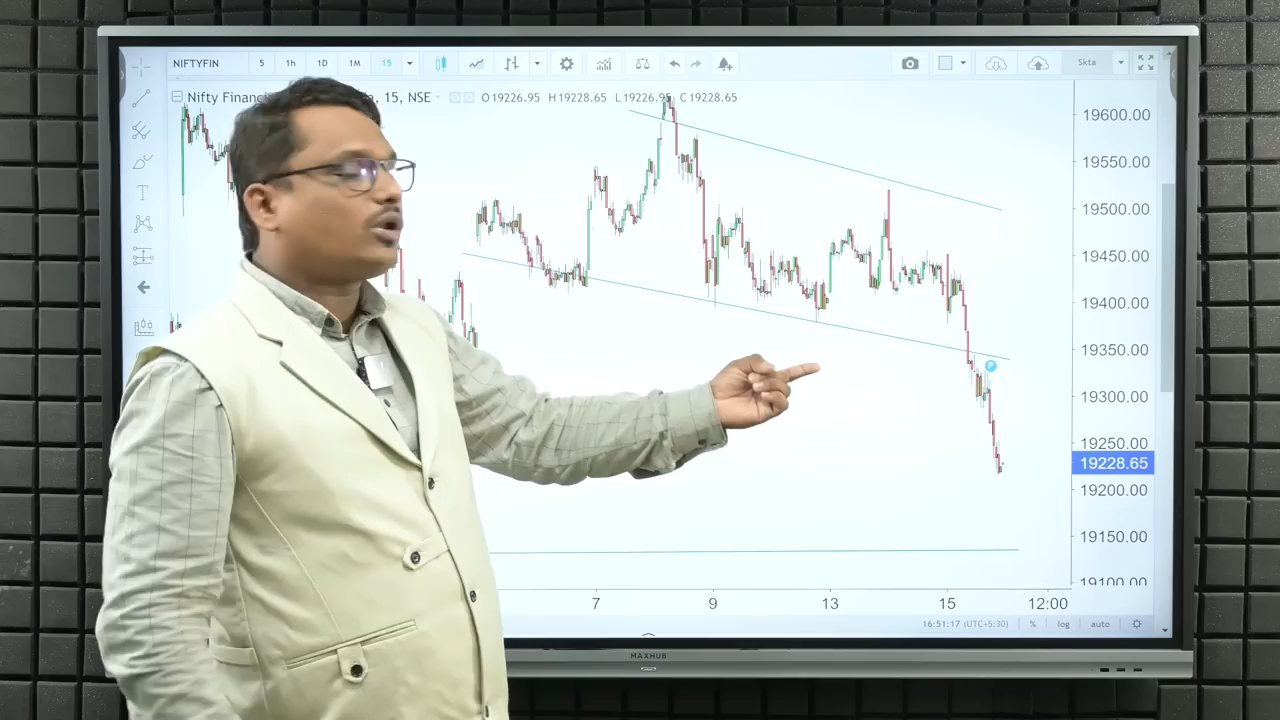 NIFTYFIN 5 1h 1D 1M 15 Skta
Nifty 15, NSE O19226.95 H19228.65 L19226.95 C19228.65
19600.00
19550.00
19500.00
19450.00
19400.00
19350.00
P
19300.00
19250.00
19228.65
19200.00
19150.00
19100.00
7 9 13 15 12:00
16:51:17 (UTC+5:30) % log auto
MAXHUB